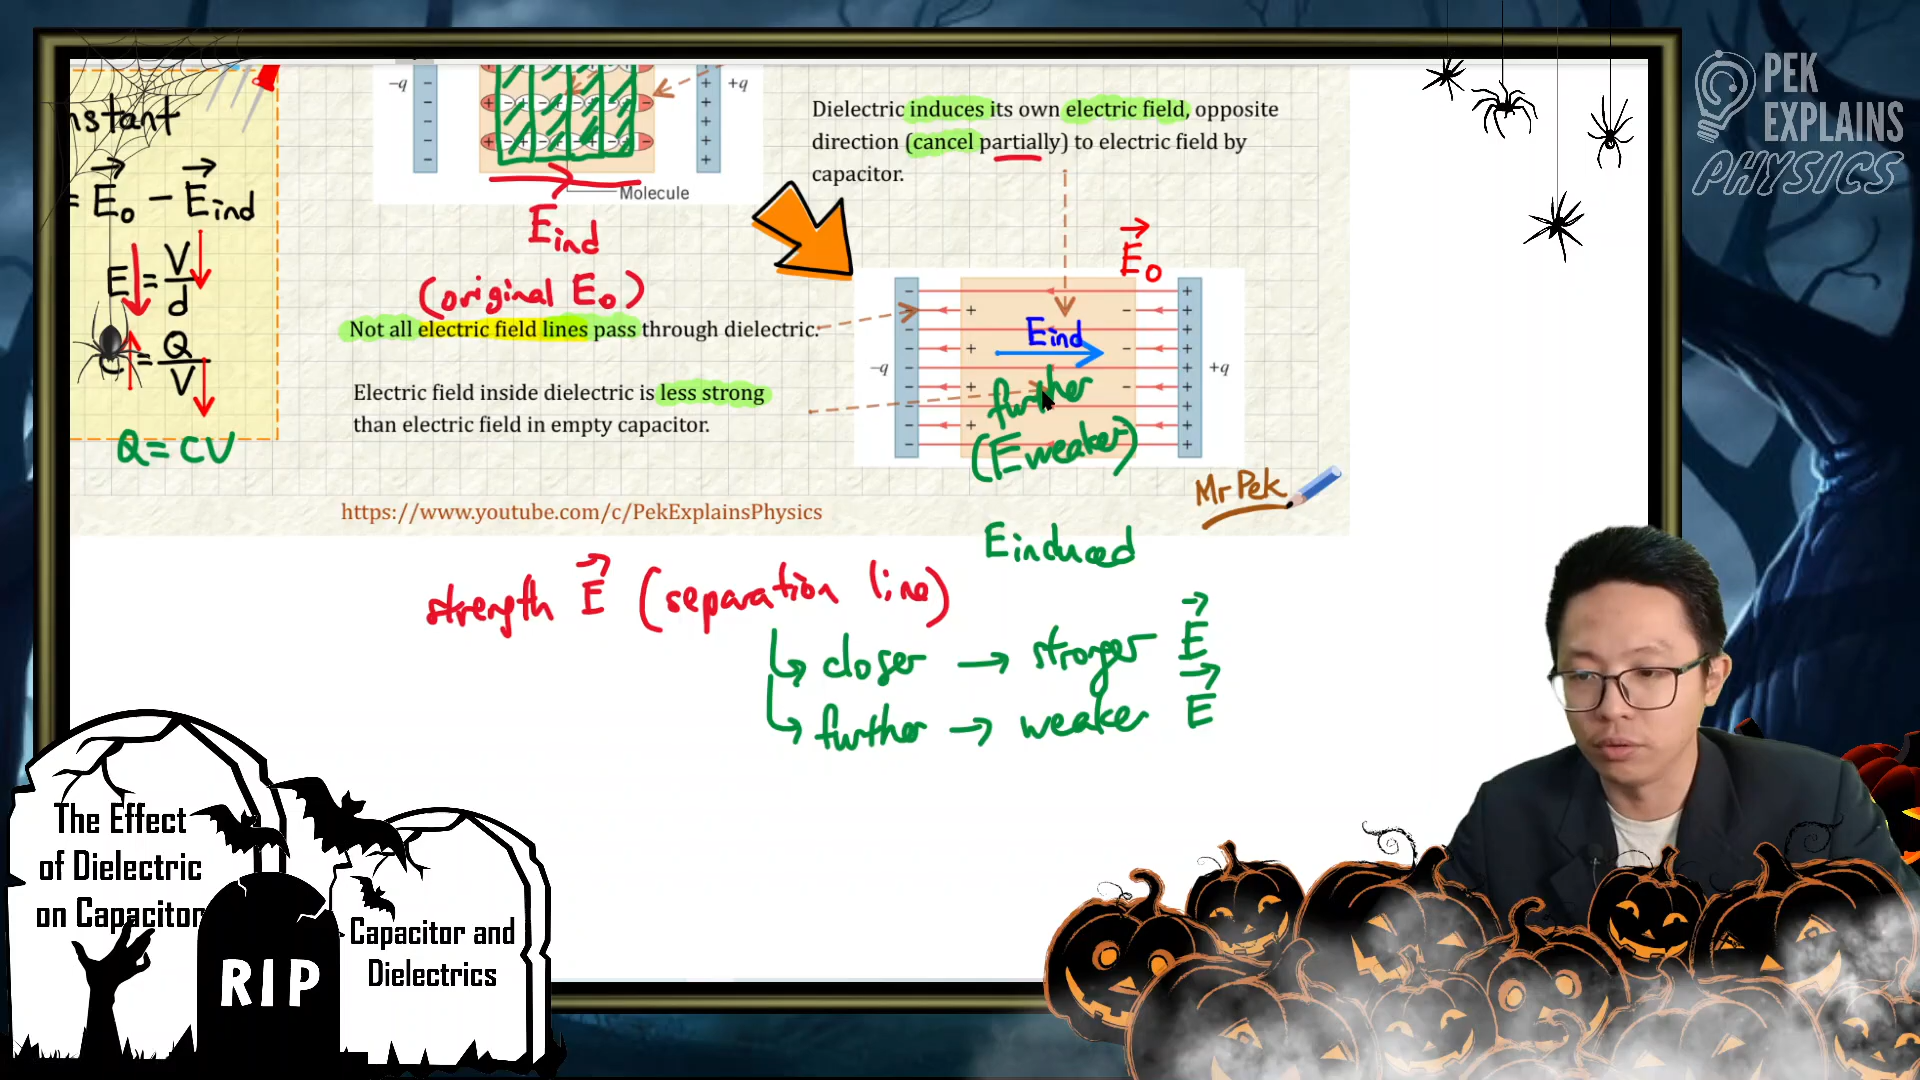 nstant
= E₀ - Eind
E = V/d
C = Q/V
Q = CV
-q
+q
Molecule
Eind
(original E₀)
Not all electric field lines pass through dielectric.
Electric field inside dielectric is less strong
than electric field in empty capacitor.
https://www.youtube.com/c/PekExplainsPhysics
Dielectric induces its own electric field, opposite
direction (cancel partially) to electric field by
capacitor.
E₀
Eind
-q
+q
further
(E weaker)
Mr Pek
Einduced
strength E (separation line)
closer → stronger E
further → weaker E
PEK
EXPLAINS
PHYSICS
The Effect
of Dielectric
on Capacitor
RIP
Capacitor and
Dielectrics